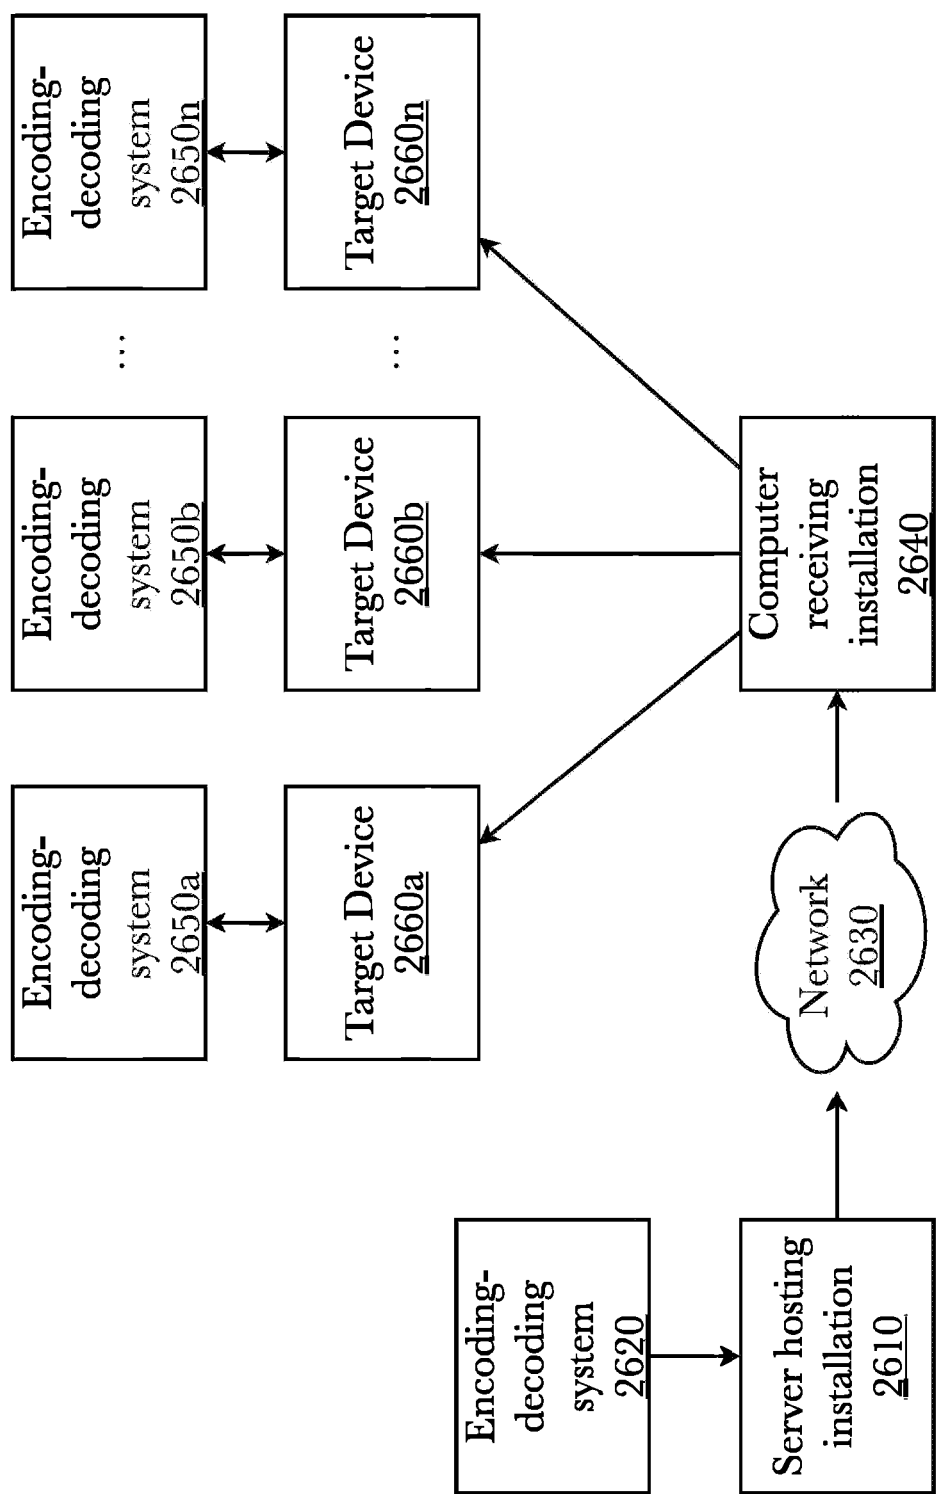 Encoding-
decoding
system
2650a
Encoding-
decoding
system
2650b
...
Encoding-
decoding
system
2650n
Target Device
2660a
Target Device
2660b
...
Target Device
2660n
Encoding-
decoding
system
2620
Server hosting
installation
2610
Network
2630
Computer
receiving
installation
2640